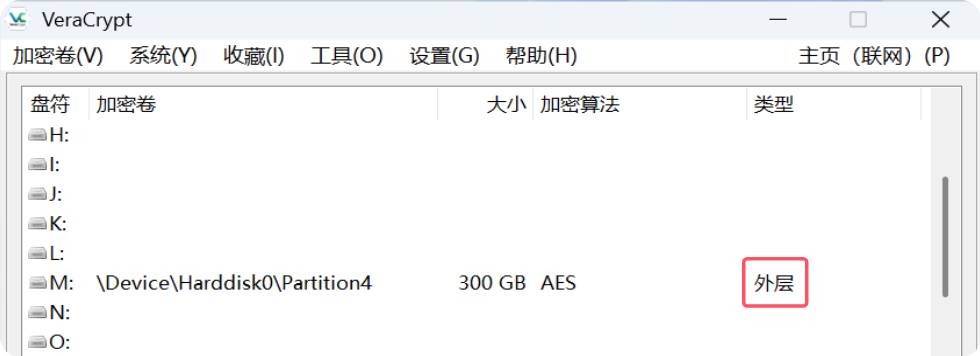 VeraCrypt
加密卷(V) 系统(Y) 收藏(I) 工具(O) 设置(G) 帮助(H) 主页（联网）(P)
盘符 加密卷 大小 加密算法 类型
H:
I:
J:
K:
L:
M: \Device\Harddisk0\Partition4 300 GB AES 外层
N:
O: